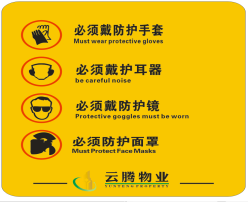 必须戴防护手套
Must wear protective gloves
必须戴护耳器
be careful noise
必须戴防护镜
Protective goggles must be worn
必须防护面罩
Must Protect Face Masks
云腾物业
YUNTENG PROPERTY